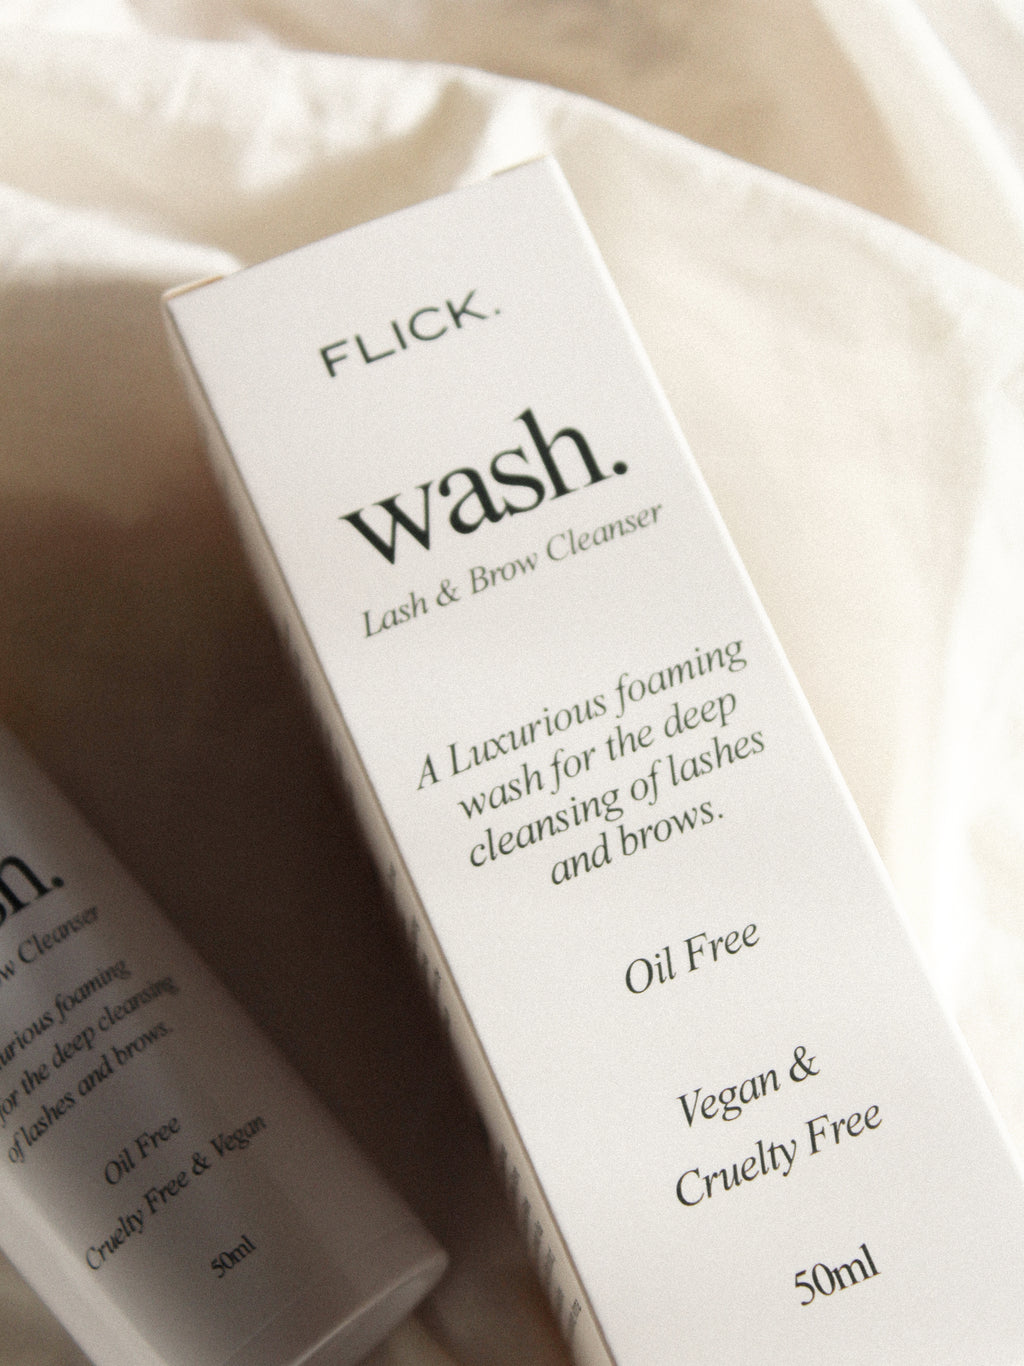 FLICK.
wash.
Lash & Brow Cleanser
A Luxurious foaming
wash for the deep
cleansing of lashes
and brows.
Oil Free
Vegan &
Cruelty Free
50ml
Cleanser
foaming
for the deep cleansing
of lashes and brows.
Oil Free
Cruelty Free & Vegan
50ml